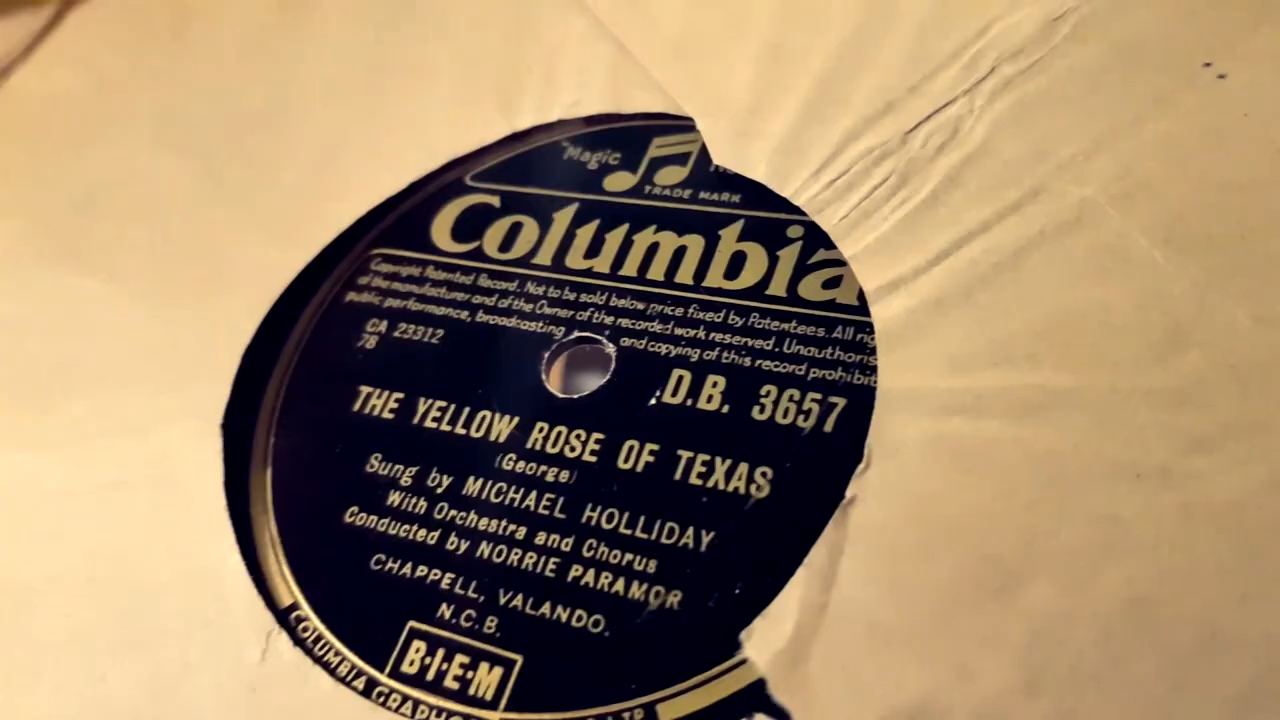 "Magic
TRADE MARK
Columbia
Copyright Patented Record. Not to be sold below price fixed by Patentees. All rig
of the manufacturer and of the Owner of the recorded work reserved. Unauthoris
public performance, broadcasting and copying of this record prohibit
CA 23312
78
D.B. 3657
THE YELLOW ROSE OF TEXAS
(George)
Sung by MICHAEL HOLLIDAY
With Orchestra and Chorus
Conducted by NORRIE PARAMOR
CHAPPELL, VALANDO.
N.C.B.
B·I·E·M
COLUMBIA GRAPHO LTD